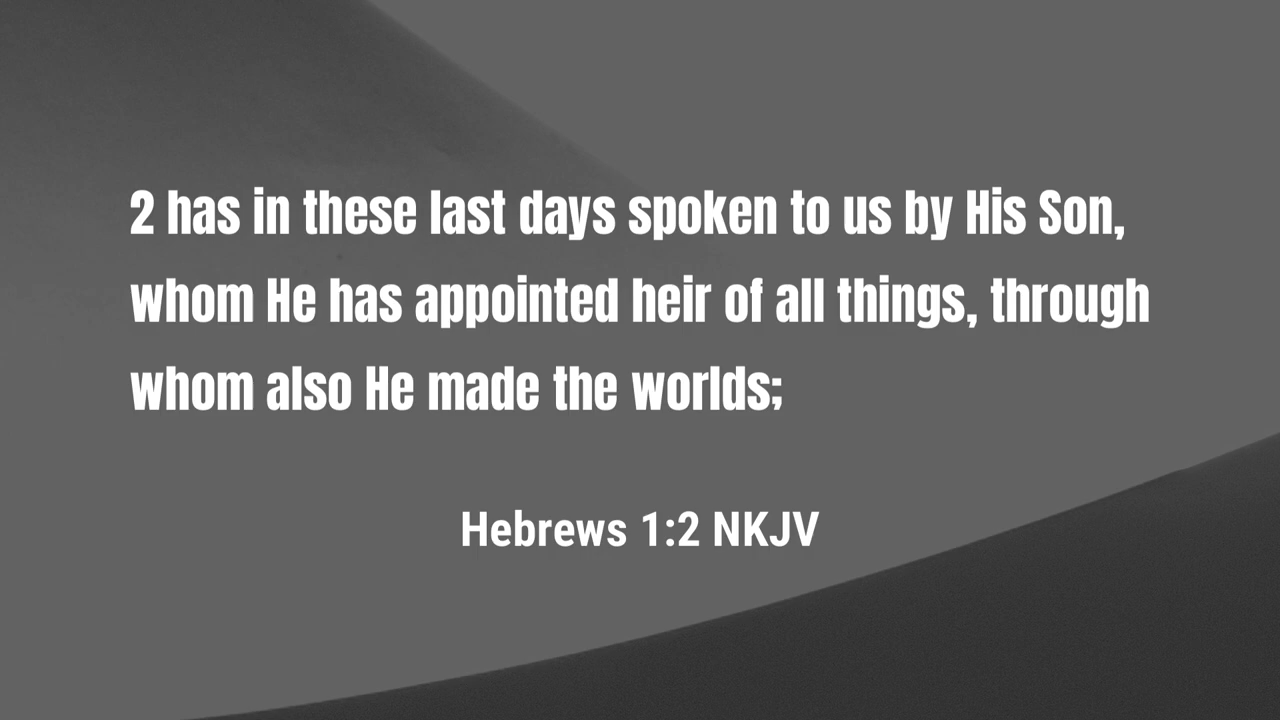 2 has in these last days spoken to us by His Son,
whom He has appointed heir of all things, through
whom also He made the worlds;
Hebrews 1:2 NKJV